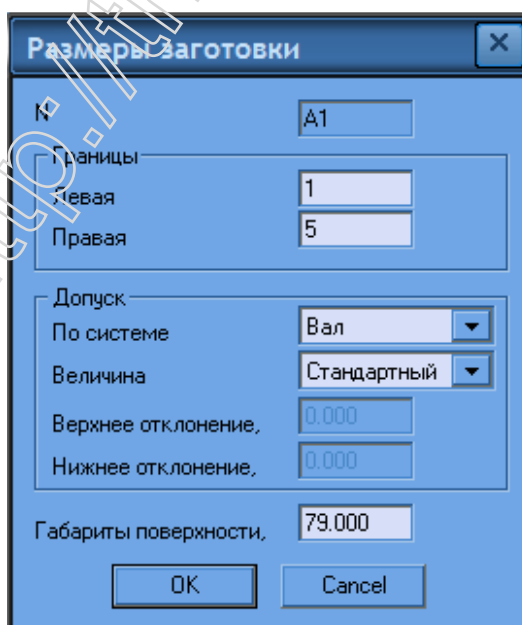 Размеры заготовки
N A1
Границы
Левая 1
Правая 5
Допуск
По системе Вал
Величина Стандартный
Верхнее отклонение, 0.000
Нижнее отклонение, 0.000
Габариты поверхности, 79.000
OK Cancel